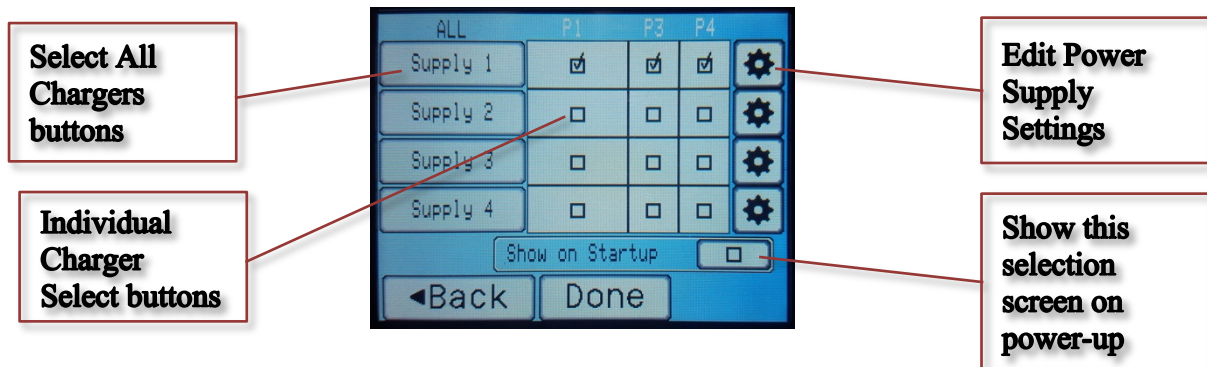 Select All
Chargers
buttons
Individual
Charger
Select buttons
ALL P1 P3 P4
Supply 1
Supply 2
Supply 3
Supply 4
Show on Startup
◄Back Done
Edit Power
Supply
Settings
Show this
selection
screen on
power-up